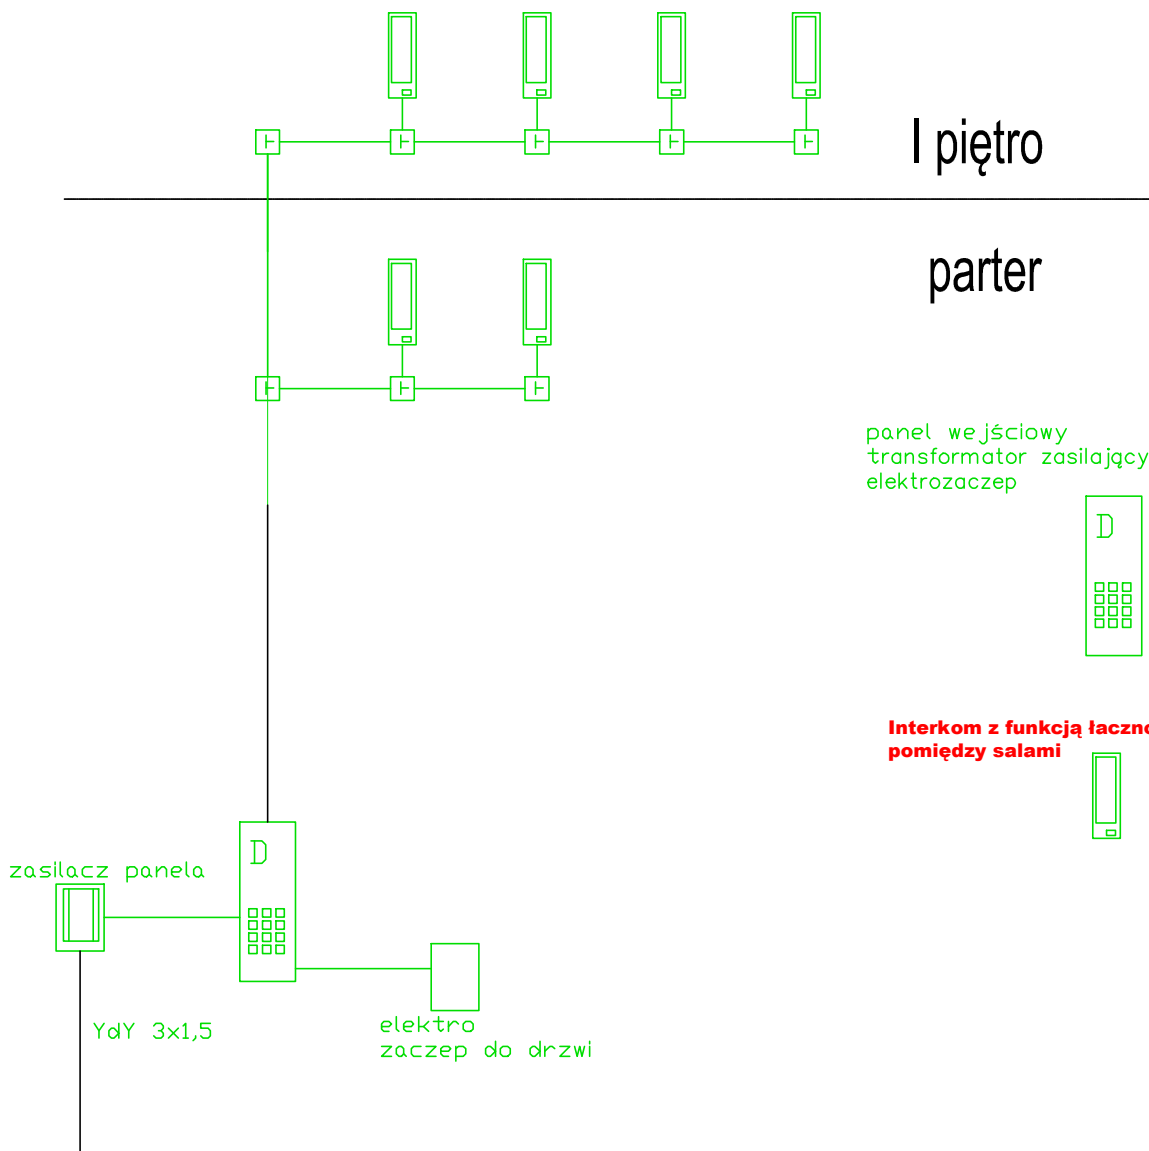 I piętro
parter
panel wejściowy
transformator zasilający
elektrozaczep
D
Interkom z funkcją
pomiędzy salami
D
zasilacz panela
YdY 3x1,5
elektro
zaczep do drzwi